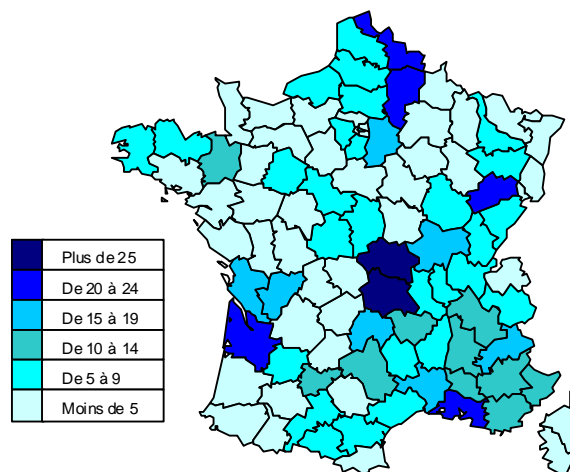 Plus de 25
De 20 à 24
De 15 à 19
De 10 à 14
De 5 à 9
Moins de 5